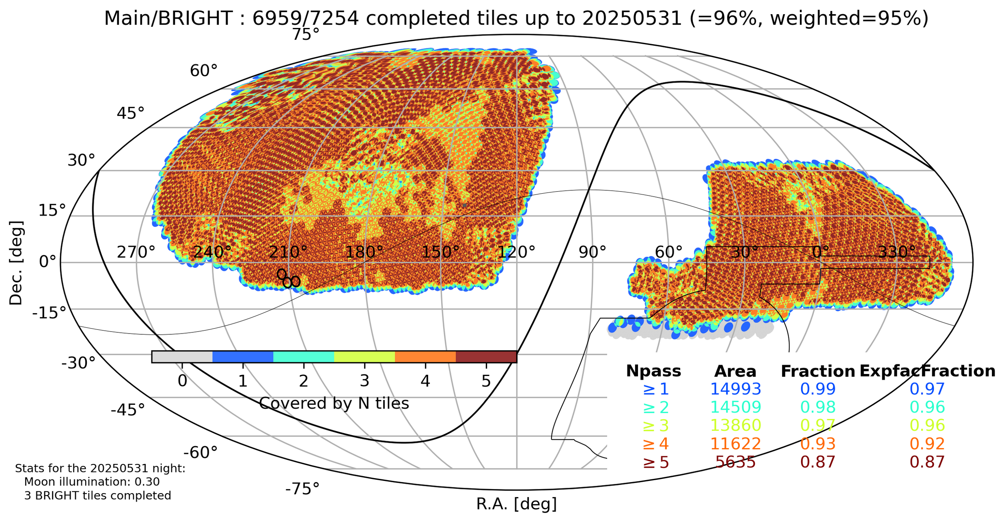 Main/BRIGHT : 6959/7254 completed tiles up to 20250531 (=96%, weighted=95%)
75°
60°
45°
30°
15°
0°
-15°
-30°
-45°
-60°
-75°
Dec. [deg]
270° 240° 210° 180° 150° 120° 90° 60° 30° 0° 330°
0 1 2 3 4 5
Covered by N tiles
Npass Area Fraction ExpfacFraction
≥ 1 14993 0.99 0.97
≥ 2 14509 0.98 0.96
≥ 3 13860 0.97 0.96
≥ 4 11622 0.93 0.92
≥ 5 5635 0.87 0.87
Stats for the 20250531 night:
Moon illumination: 0.30
3 BRIGHT tiles completed
R.A. [deg]